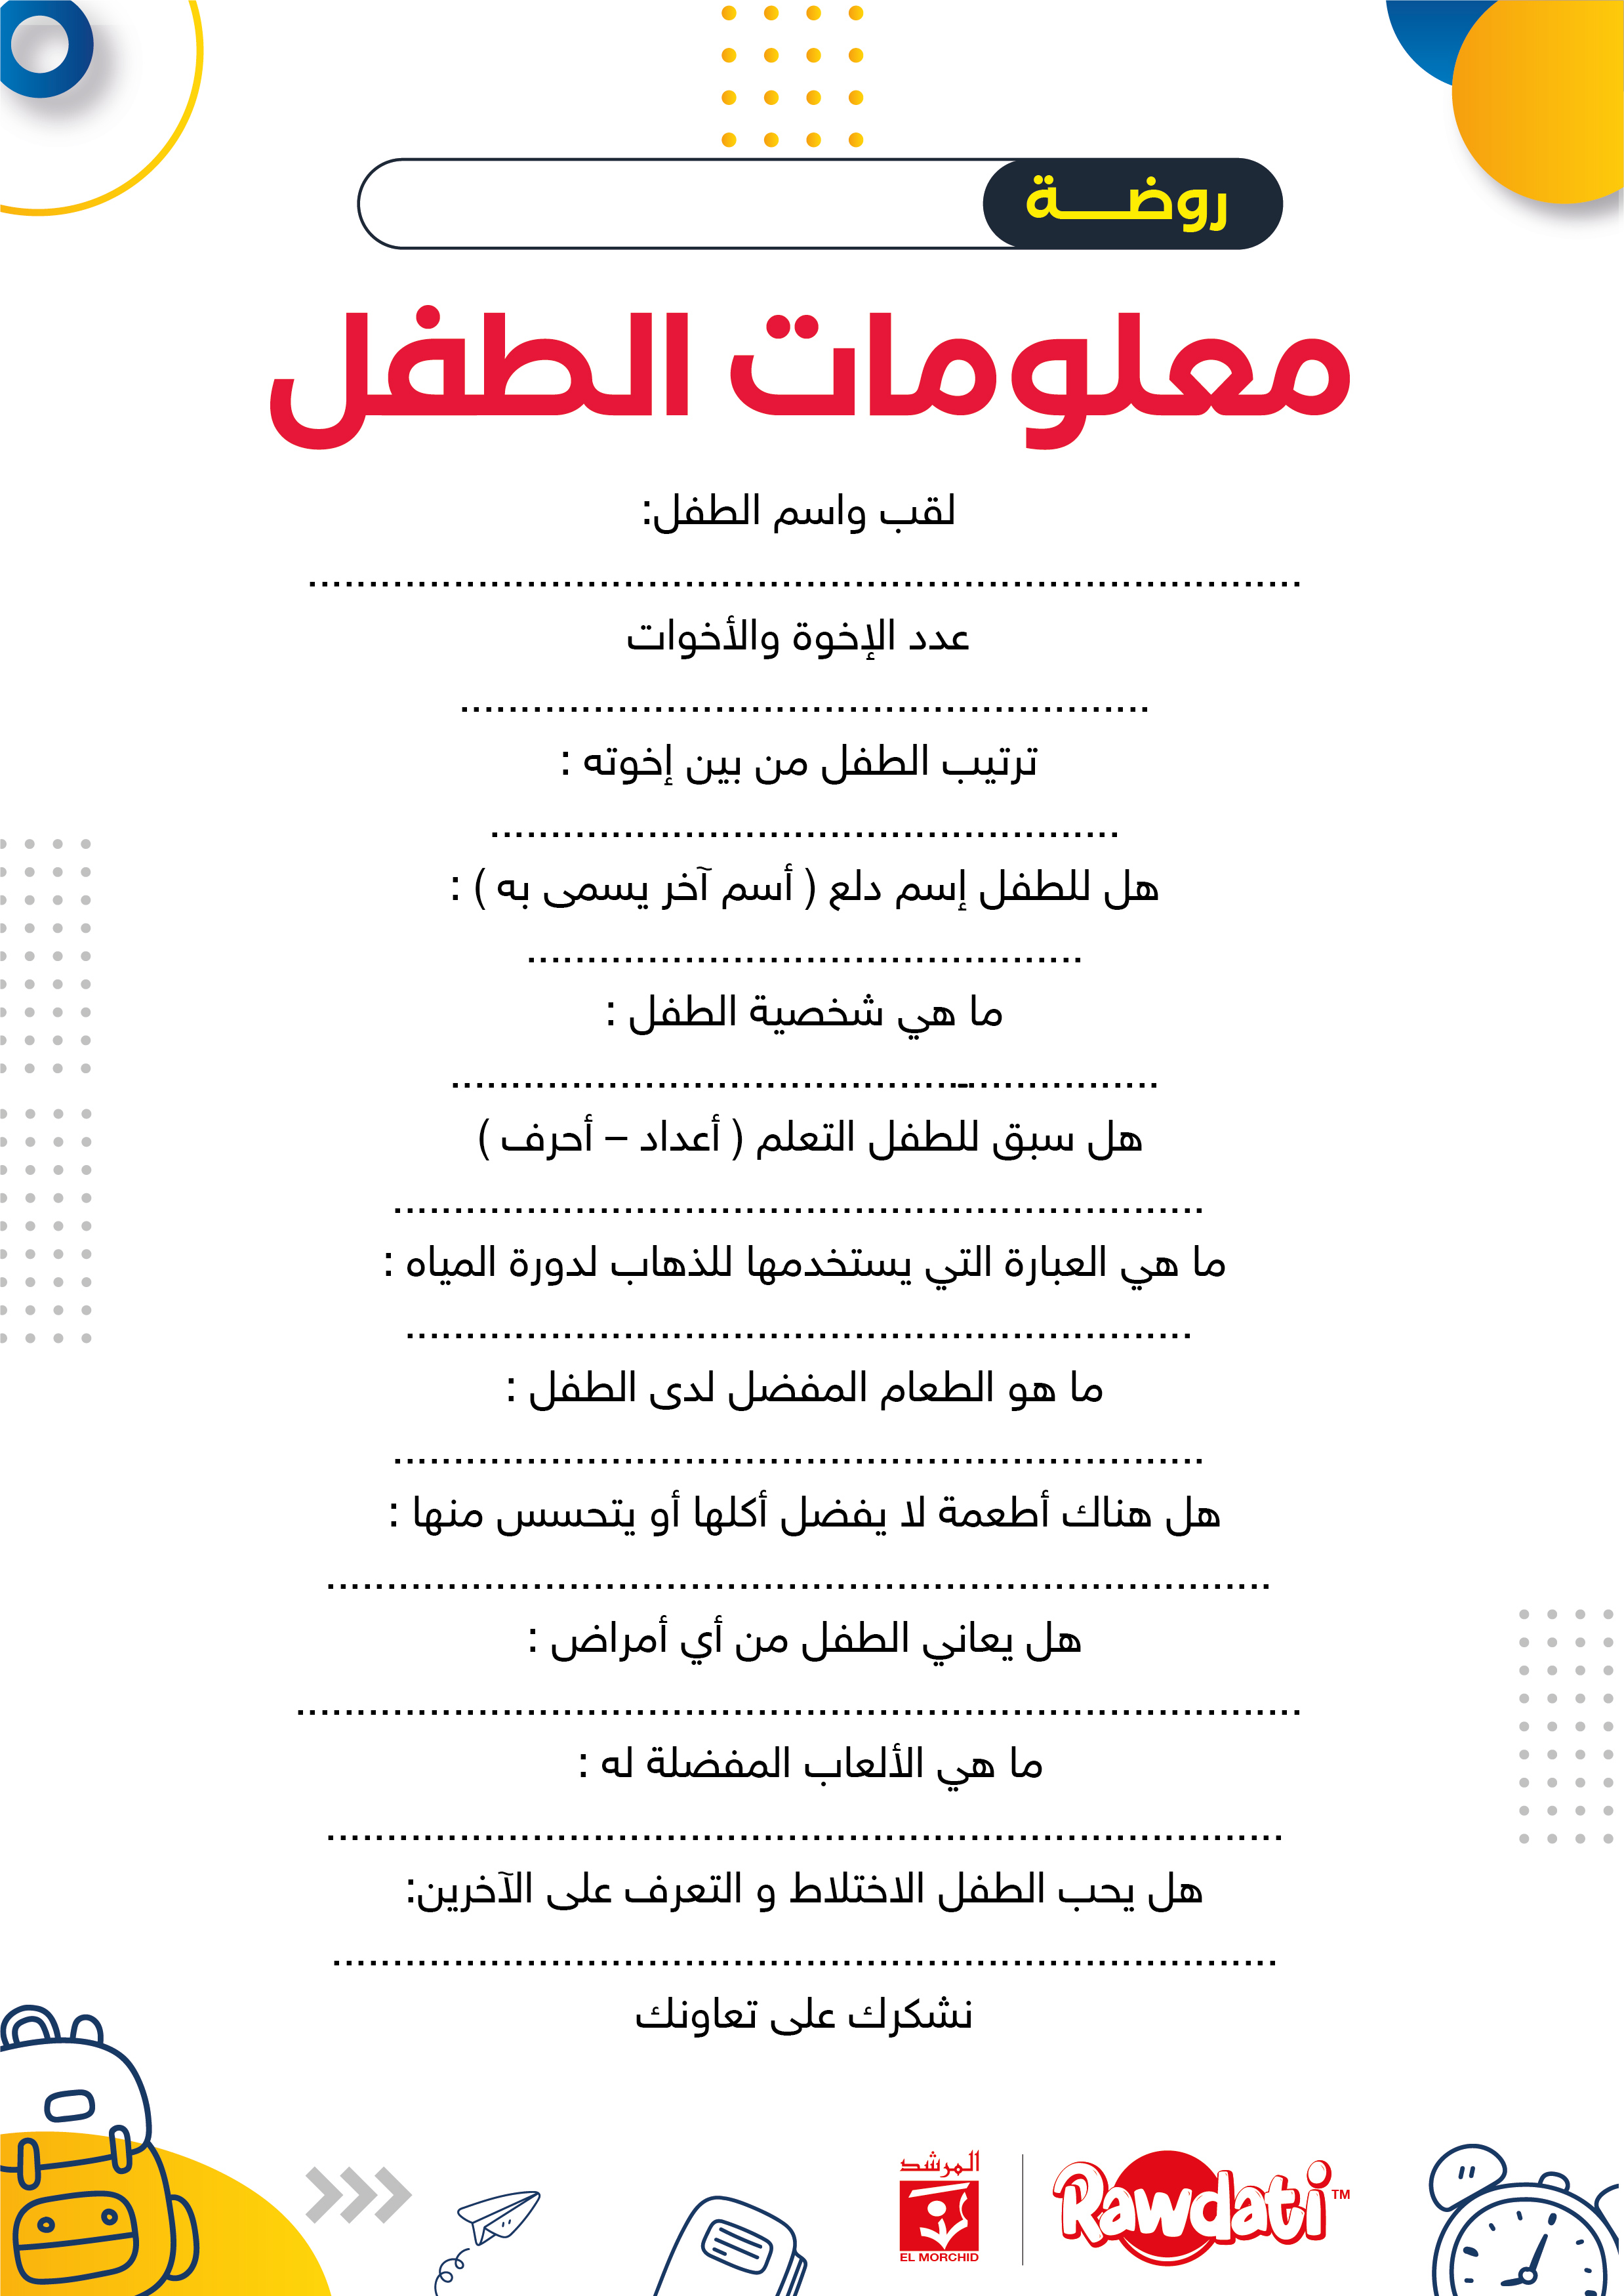 روضـــــة
معلومات الطفل
لقب واسم الطفل:
..................................................................................
عدد الإخوة والأخوات
.........................................................
ترتيب الطفل من بين إخوته :
....................................................
هل للطفل إسم دلع ( أسم آخر يسمى به ) :
..............................................
ما هي شخصية الطفل :
................-..........................................
هل سبق للطفل التعلم ( أعداد – أحرف )
...................................................................
ما هي العبارة التي يستخدمها للذهاب لدورة المياه :
.................................................................
ما هو الطعام المفضل لدى الطفل :
...................................................................
هل هناك أطعمة لا يفضل أكلها أو يتحسس منها :
..............................................................................
هل يعاني الطفل من أي أمراض :
...................................................................................
ما هي الألعاب المفضلة له :
...............................................................................
هل يحب الطفل الاختلاط و التعرف على الآخرين:
..............................................................................
نشكرك على تعاونك
المرشد
EL MORCHID
Rawdati™